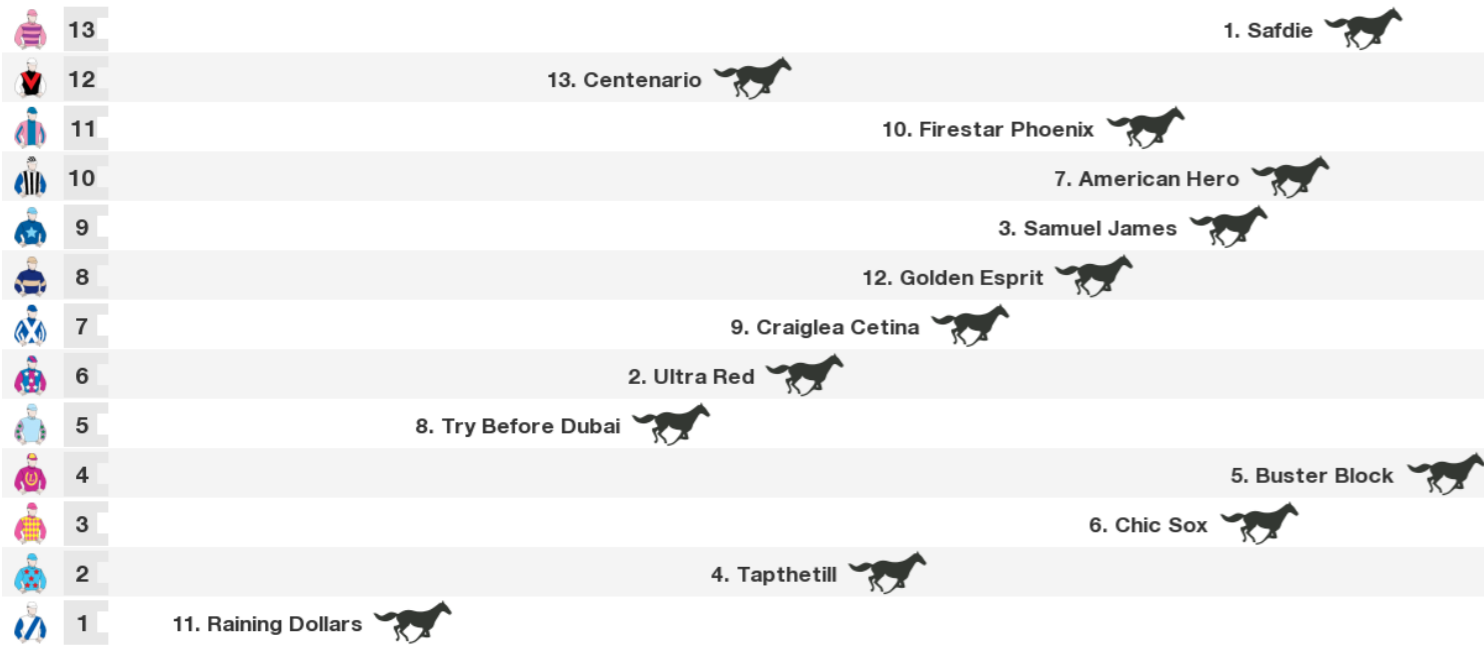 13 1. Safdie
12 13. Centenario
11 10. Firestar Phoenix
10 7. American Hero
9 3. Samuel James
8 12. Golden Esprit
7 9. Craiglea Cetina
6 2. Ultra Red
5 8. Try Before Dubai
4 5. Buster Block
3 6. Chic Sox
2 4. Tapthetill
1 11. Raining Dollars